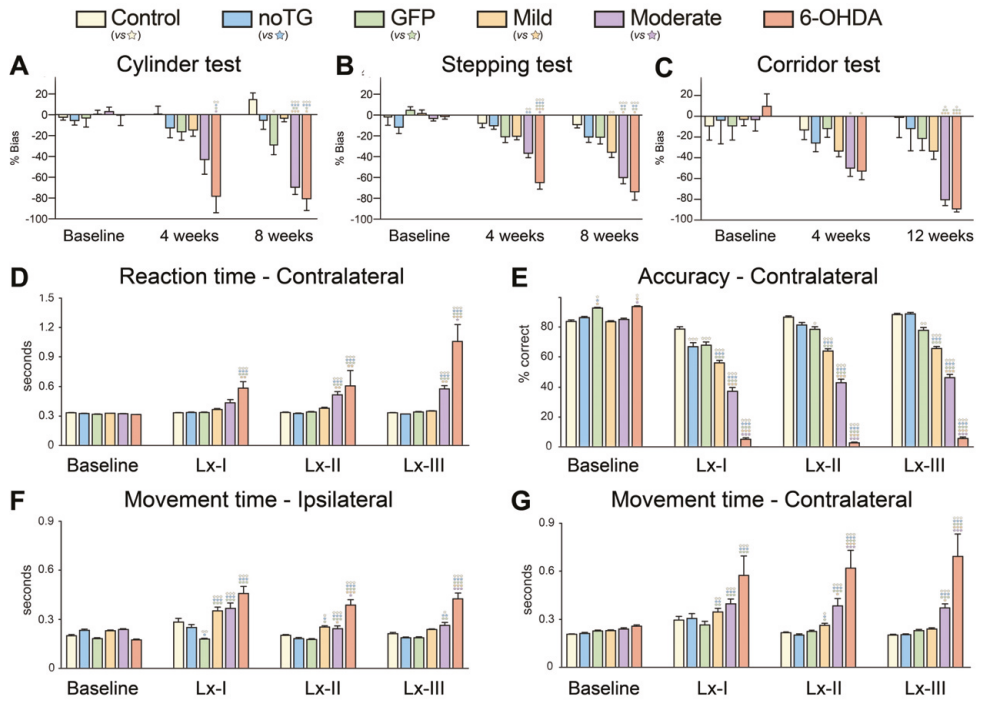 Control noTG GFP Mild Moderate 6-OHDA
(vs☆) (vs★) (vs★) (vs★) (vs★)
A Cylinder test
% Bias
20
0
-20
-40
-60
-80
-100
Baseline 4 weeks 8 weeks
B Stepping test
% Bias
20
0
-20
-40
-60
-80
-100
Baseline 4 weeks 8 weeks
C Corridor test
% Bias
20
0
-20
-40
-60
-80
-100
Baseline 4 weeks 12 weeks
D Reaction time - Contralateral
seconds
1.5
1.2
0.9
0.6
0.3
0
Baseline Lx-I Lx-II Lx-III
E Accuracy - Contralateral
% correct
80
60
40
20
0
Baseline Lx-I Lx-II Lx-III
F Movement time - Ipsilateral
seconds
0.9
0.6
0.3
0
Baseline Lx-I Lx-II Lx-III
G Movement time - Contralateral
seconds
0.9
0.6
0.3
0
Baseline Lx-I Lx-II Lx-III